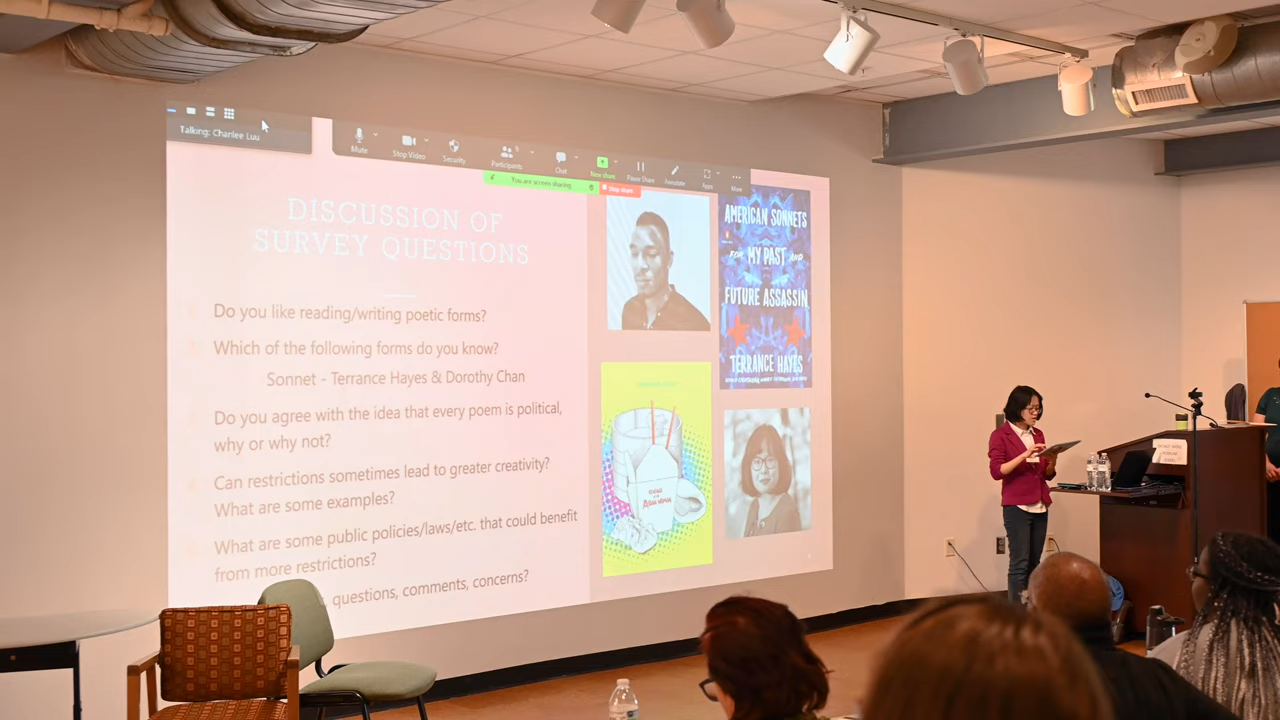 Talking: Chanlee Luu
Mute
Stop Video
Security
Participants
Chat
New share
Pause Share
Annotate
Apps
More
You are screen sharing
Stop share
DISCUSSION OF
SURVEY QUESTIONS
Do you like reading/writing poetic forms?
Which of the following forms do you know?
Sonnet - Terrance Hayes & Dorothy Chan
Do you agree with the idea that every poem is political,
why or why not?
Can restrictions sometimes lead to greater creativity?
What are some examples?
What are some public policies/laws/etc. that could benefit
from more restrictions?
, questions, comments, concerns?
AMERICAN SONNETS
FOR MY PAST AND
FUTURE ASSASSIN
TERRANCE HAYES